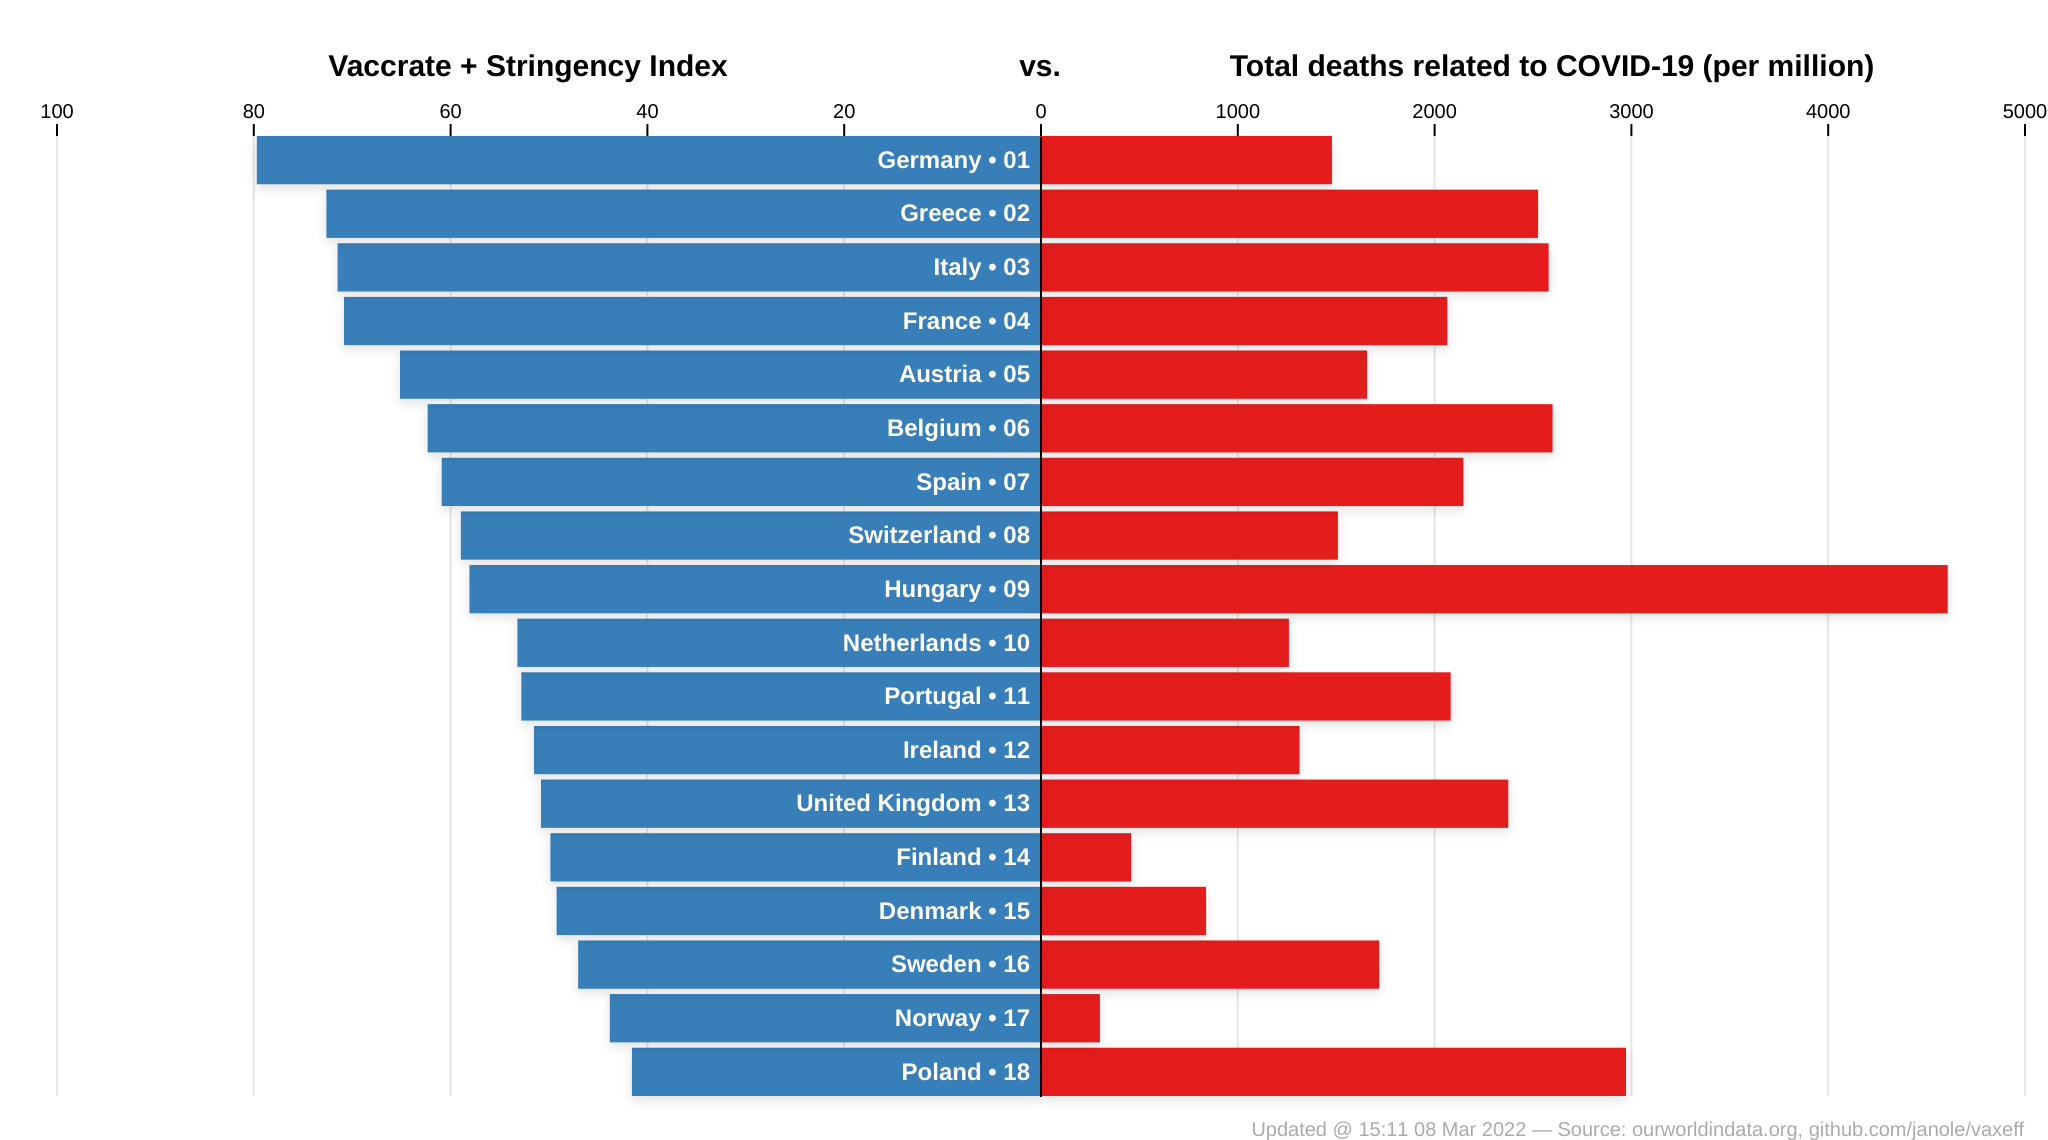 Vaccrate + Stringency Index vs. Total deaths related to COVID-19 (per million)
100 80 60 40 20 0 1000 2000 3000 4000 5000
Germany • 01
Greece • 02
Italy • 03
France • 04
Austria • 05
Belgium • 06
Spain • 07
Switzerland • 08
Hungary • 09
Netherlands • 10
Portugal • 11
Ireland • 12
United Kingdom • 13
Finland • 14
Denmark • 15
Sweden • 16
Norway • 17
Poland • 18
Updated @ 15:11 08 Mar 2022 — Source: ourworldindata.org, github.com/janole/vaxeff